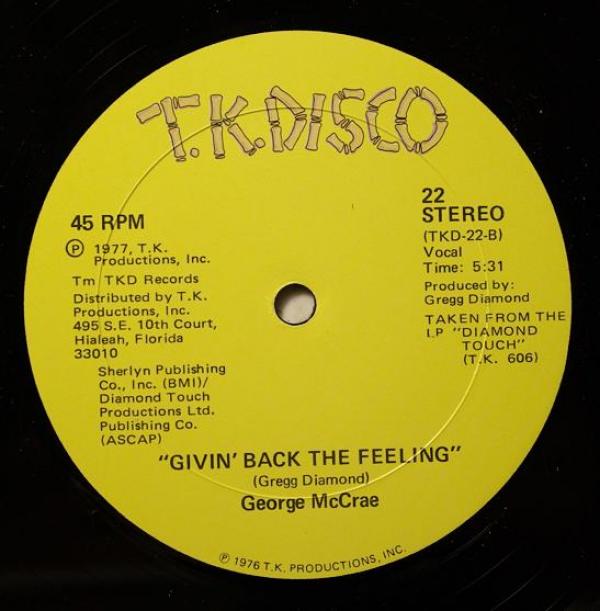 T.K. DISCO
45 RPM
℗ 1977, T.K.
Productions, Inc.
Tm TKD Records
Distributed by T.K.
Productions, Inc.
495 S.E. 10th Court,
Hialeah, Florida
33010
Sherlyn Publishing
Co., Inc. (BMI)/
Diamond Touch
Productions Ltd.
Publishing Co.
(ASCAP)
22
STEREO
(TKD-22-B)
Vocal
Time: 5:31
Produced by:
Gregg Diamond
TAKEN FROM THE
LP "DIAMOND
TOUCH"
(T.K. 606)
"GIVIN' BACK THE FEELING"
(Gregg Diamond)
George McCrae
℗ 1976 T.K. PRODUCTIONS, INC.